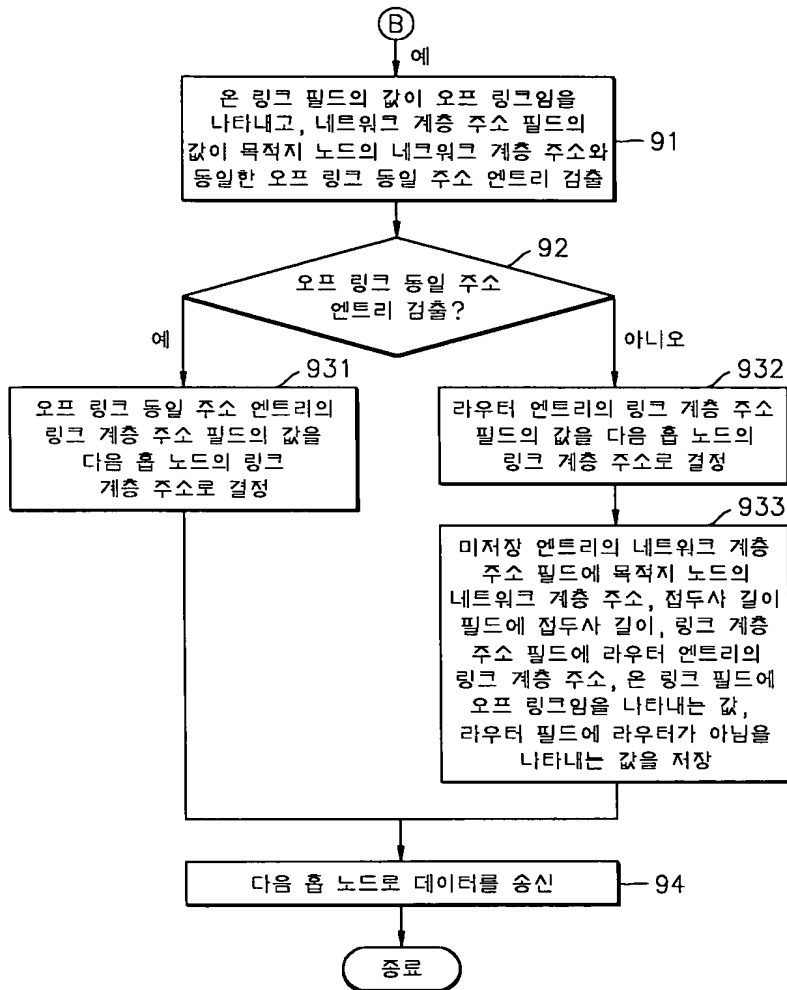 B
예
온 링크 필드의 값이 오프 링크임을
나타내고, 네트워크 계층 주소 필드의
값이 목적지 노드의 네크워크 계층 주소와
동일한 오프 링크 동일 주소 엔트리 검출
91
92
오프 링크 동일 주소
엔트리 검출?
예
아니오
931
오프 링크 동일 주소 엔트리의
링크 계층 주소 필드의 값을
다음 홉 노드의 링크
계층 주소로 결정
932
라우터 엔트리의 링크 계층 주소
필드의 값을 다음 홉 노드의
링크 계층 주소로 결정
933
미저장 엔트리의 네트워크 계층
주소 필드에 목적지 노드의
네트워크 계층 주소, 접두사 길이
필드에 접두사 길이, 링크 계층
주소 필드에 라우터 엔트리의
링크 계층 주소, 온 링크 필드에
오프 링크임을 나타내는 값,
라우터 필드에 라우터가 아님을
나타내는 값을 저장
다음 홉 노드로 데이터를 송신
94
종료